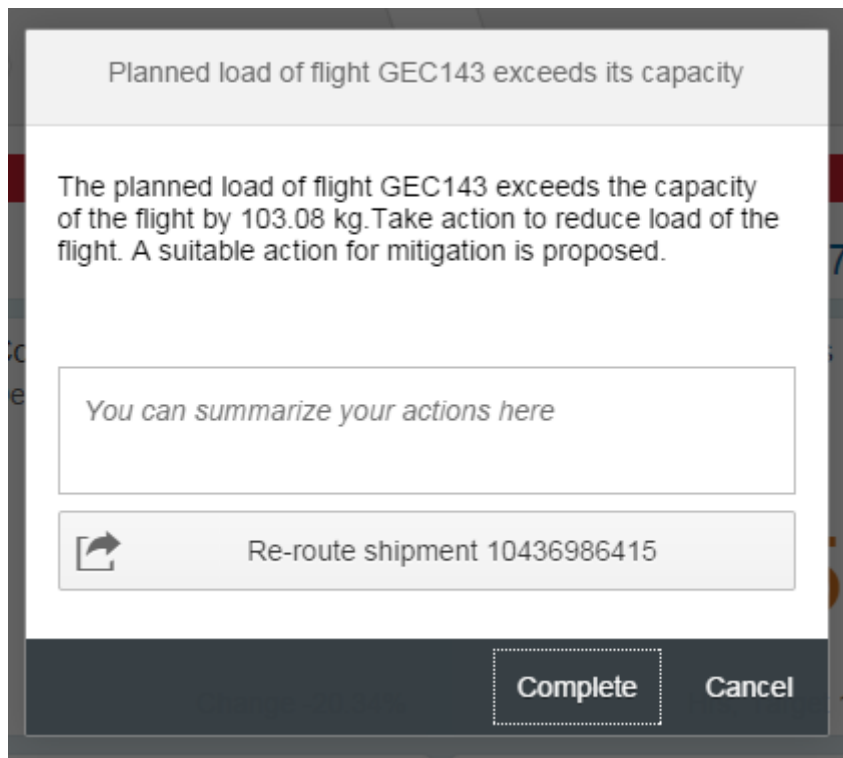 Planned load of flight GEC143 exceeds its capacity
The planned load of flight GEC143 exceeds the capacity
of the flight by 103.08 kg.Take action to reduce load of the
flight. A suitable action for mitigation is proposed.
You can summarize your actions here
Re-route shipment 10436986415
Complete
Cancel